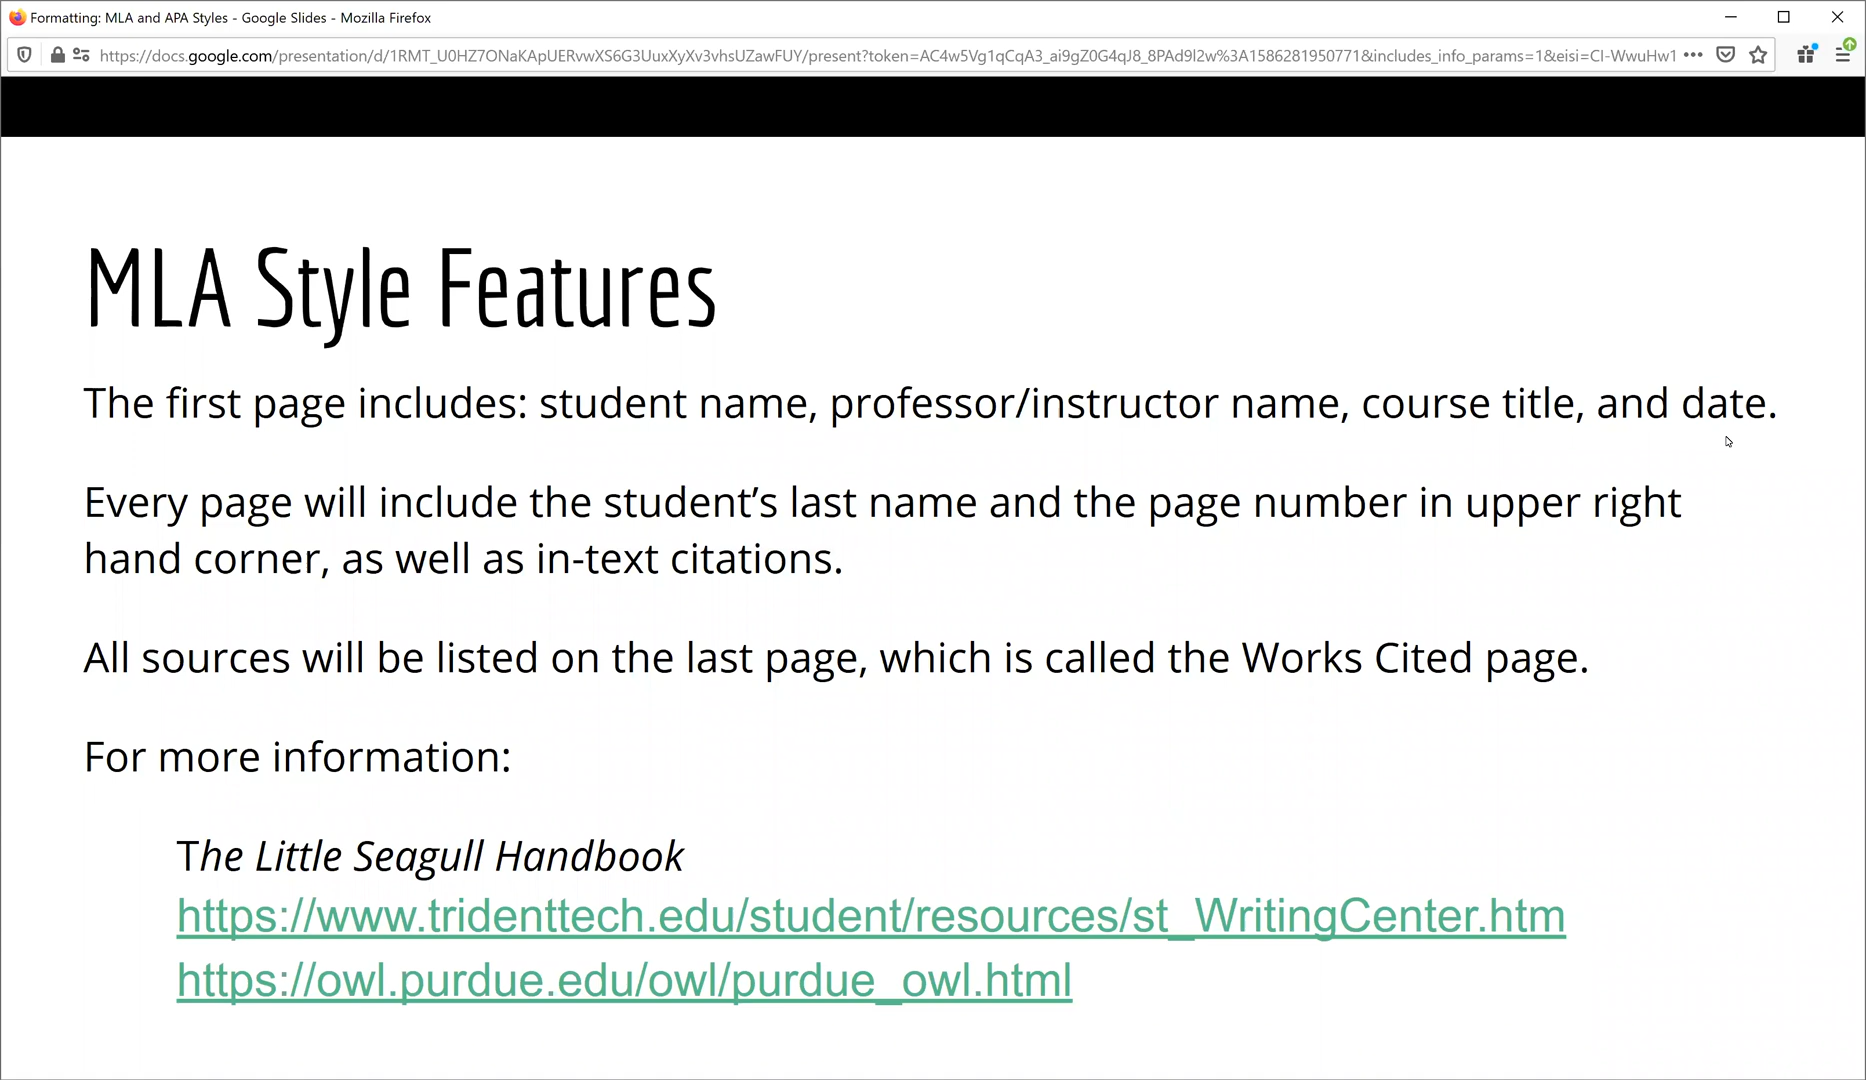 Formatting: MLA and APA Styles - Google Slides - Mozilla Firefox
https://docs.google.com/presentation/d/1RMT_U0HZ7ONaKApUERvwXS6G3UuxXyXv3vhsUZawFUY/present?token=AC4w5Vg1qCqA3_ai9gZ0G4qJ8_8PAd9l2w%3A1586281950771&includes_info_params=1&eisi=CI-WwuHw1
MLA Style Features
The first page includes: student name, professor/instructor name, course title, and date.
Every page will include the student’s last name and the page number in upper right
hand corner, as well as in-text citations.
All sources will be listed on the last page, which is called the Works Cited page.
For more information:
The Little Seagull Handbook
https://www.tridenttech.edu/student/resources/st_WritingCenter.htm
https://owl.purdue.edu/owl/purdue_owl.html